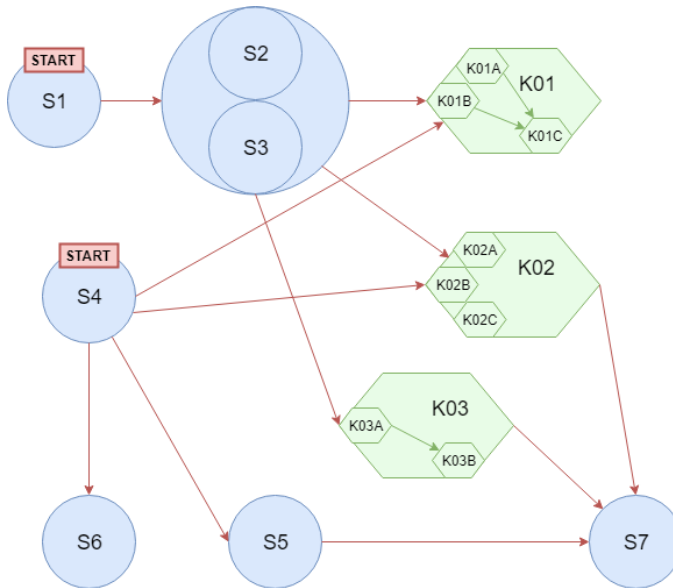 START
S1
S2
S3
K01A
K01
K01B
K01C
START
S4
K02A
K02
K02B
K02C
K03
K03A
K03B
S6
S5
S7